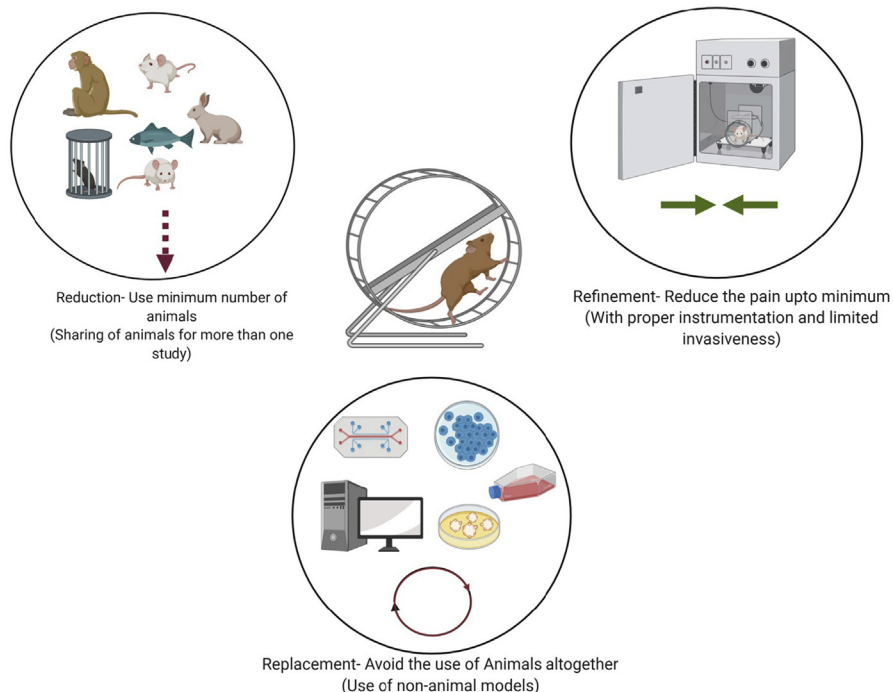 Reduction- Use minimum number of
animals
(Sharing of animals for more than one
study)
Refinement- Reduce the pain upto minimum
(With proper instrumentation and limited
invasiveness)
Replacement- Avoid the use of Animals altogether
(Use of non-animal models)